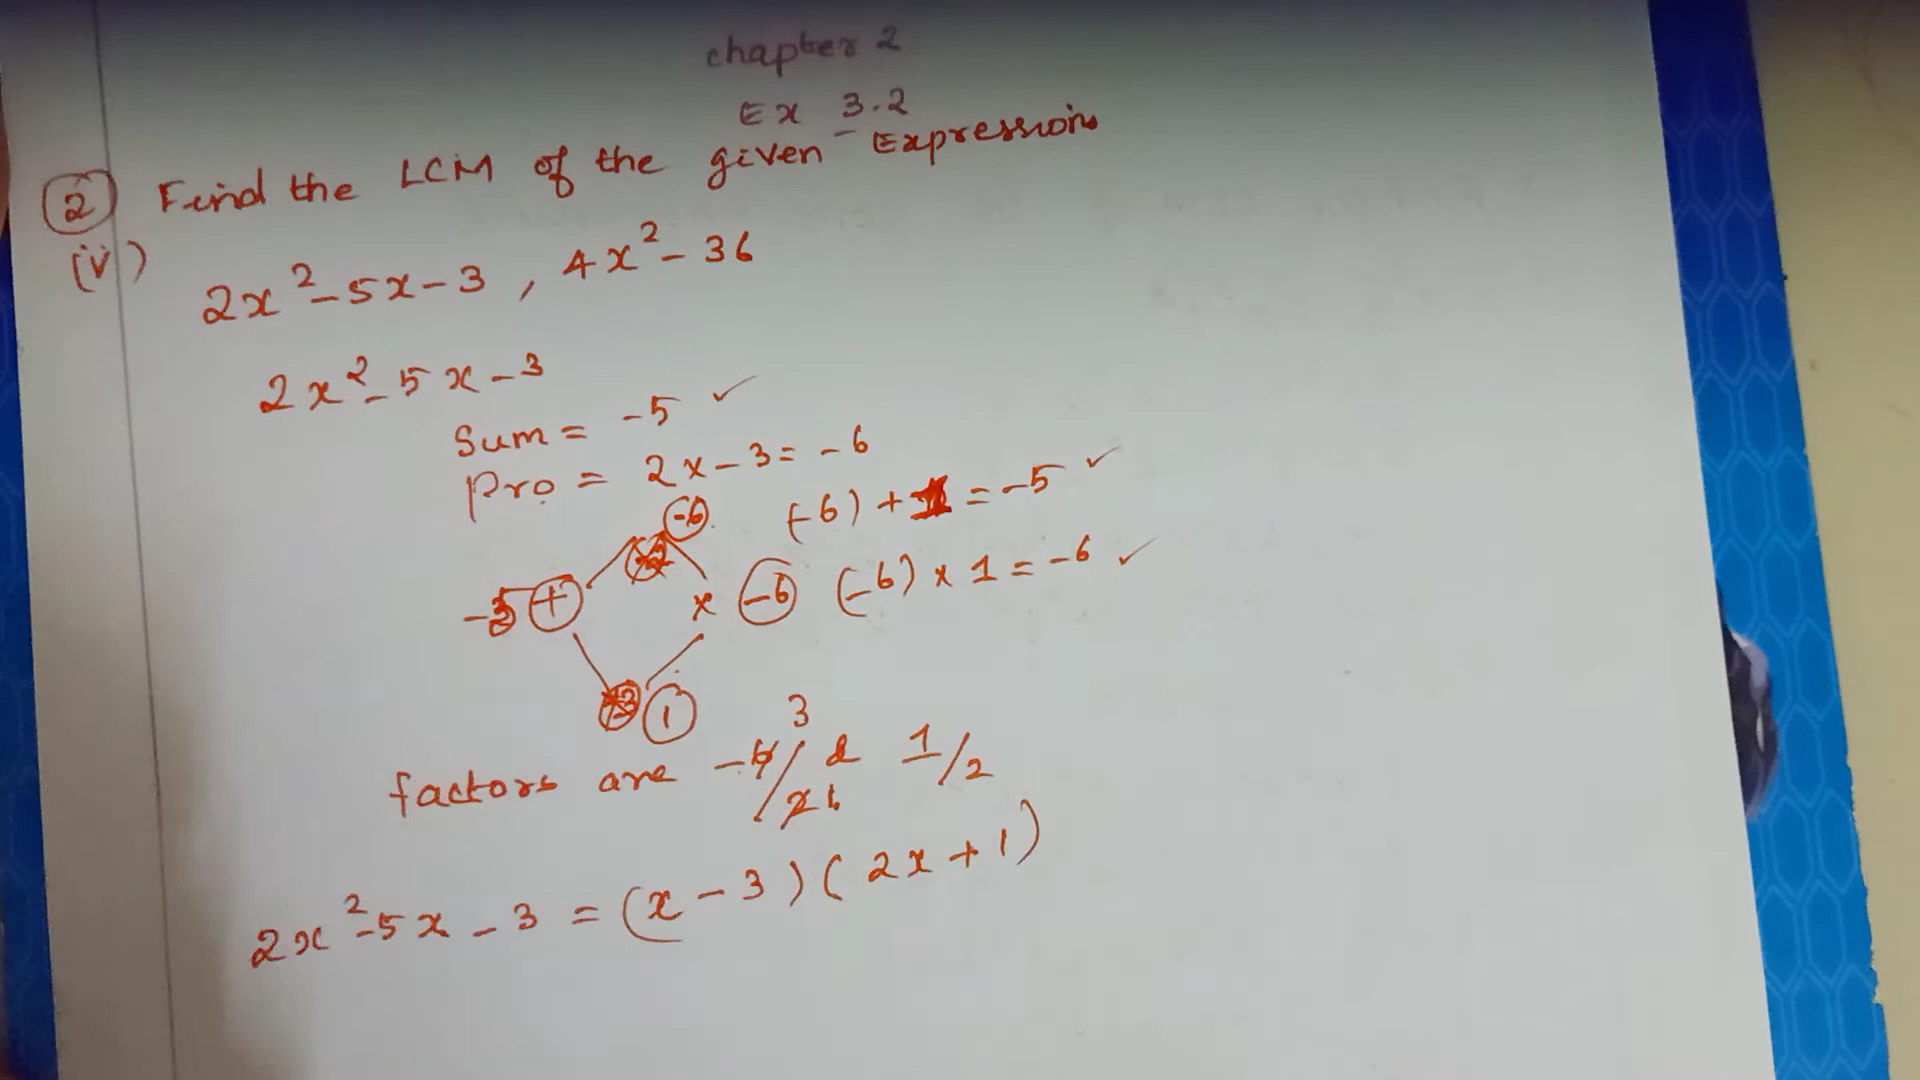 chapter 2
Ex 3.2
(2) Find the LCM of the given Expressions
(v)
2x² - 5x - 3 , 4x² - 36
2x² - 5x - 3
Sum = -5 ✓
Pro = 2x - 3 = -6
-6 (-6) + 1 = -5 ✓
-5 + x -6 (-6) x 1 = -6 ✓
1
3
factors are -6/2 1 & 1/2
2x² - 5x - 3 = (x - 3)(2x + 1)